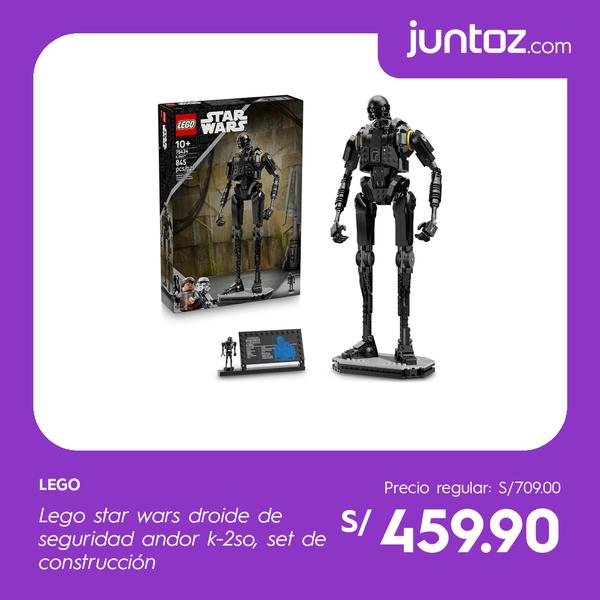 juntoz.com
LEGO
STAR
WARS
10+
75434
845
LEGO
Lego star wars droide de
seguridad andor k-2so, set de
construcción
Precio regular: S/709.00
S/ 459.90